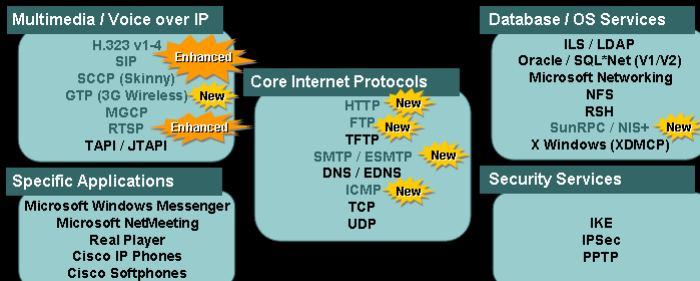 Multimedia / Voice over IP
H.323 v1-4
SIP
Enhanced
SCCP (Skinny)
GTP (3G Wireless) New
MGCP
RTSP Enhanced
TAPI / JTAPI
Specific Applications
Microsoft Windows Messenger
Microsoft NetMeeting
Real Player
Cisco IP Phones
Cisco Softphones
Core Internet Protocols
HTTP New
FTP New
TFTP
SMTP / ESMTP New
DNS / EDNS
ICMP New
TCP
UDP
Database / OS Services
ILS / LDAP
Oracle / SQL*Net (V1/V2)
Microsoft Networking
NFS
RSH
SunRPC / NIS+ New
X Windows (XDMCP)
Security Services
IKE
IPSec
PPTP